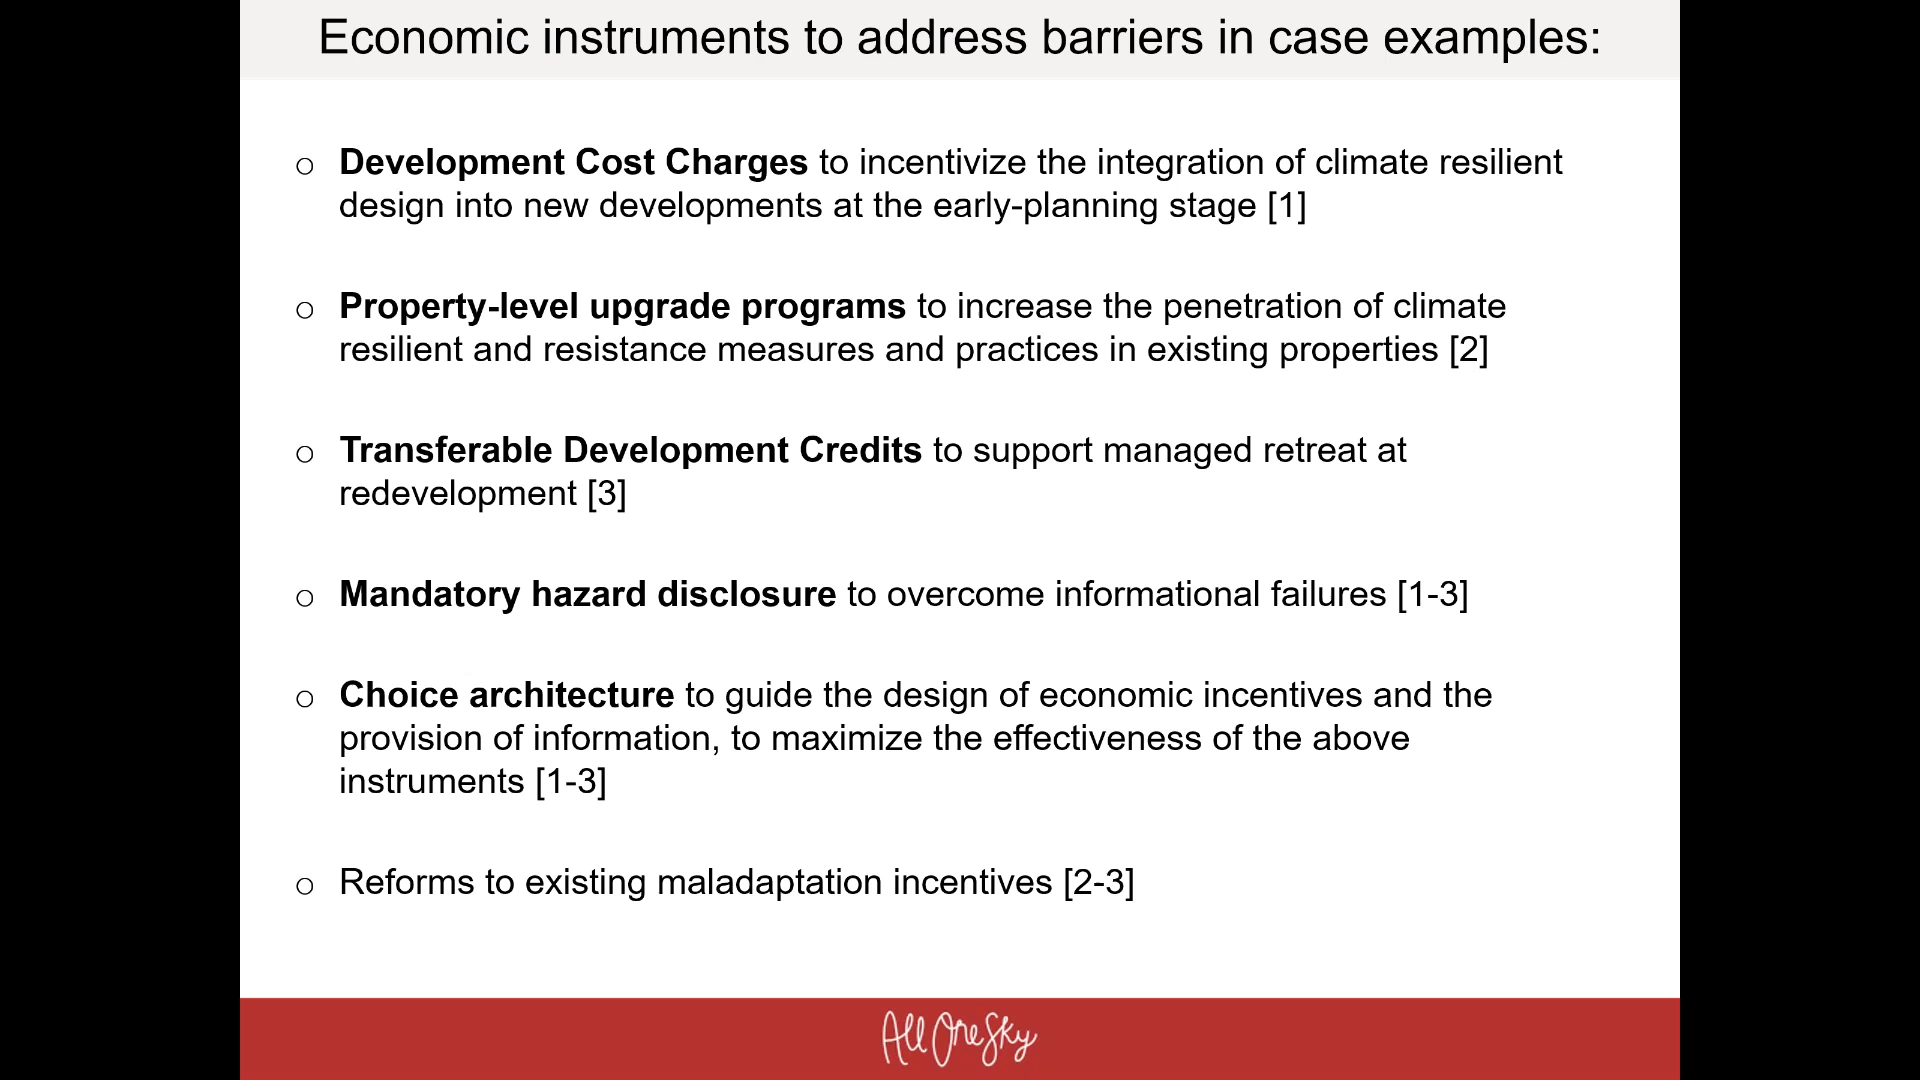 Economic instruments to address barriers in case examples:
o Development Cost Charges to incentivize the integration of climate resilient
design into new developments at the early-planning stage [1]
o Property-level upgrade programs to increase the penetration of climate
resilient and resistance measures and practices in existing properties [2]
o Transferable Development Credits to support managed retreat at
redevelopment [3]
o Mandatory hazard disclosure to overcome informational failures [1-3]
o Choice architecture to guide the design of economic incentives and the
provision of information, to maximize the effectiveness of the above
instruments [1-3]
o Reforms to existing maladaptation incentives [2-3]
All One Sky